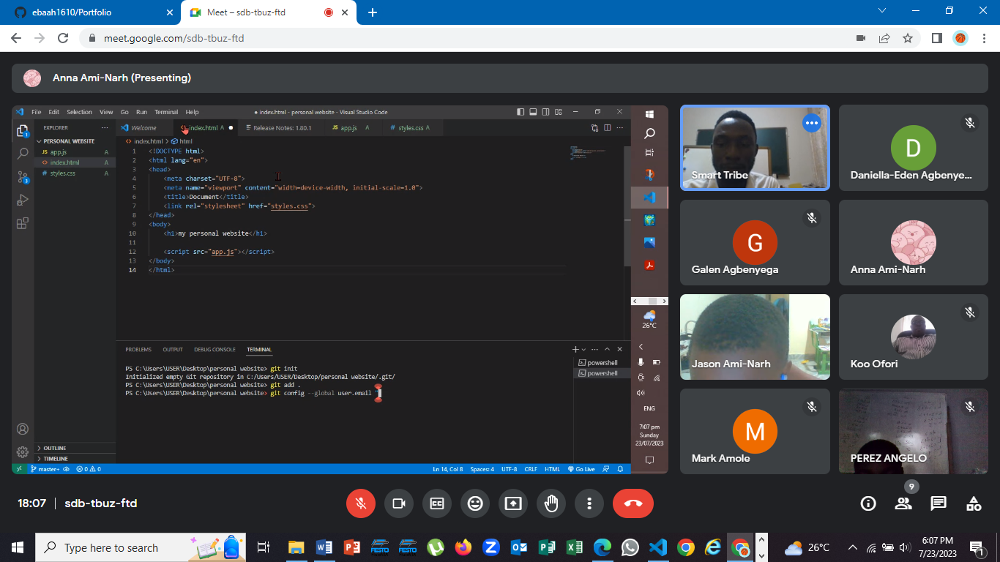 ebaah1610/Portfolio
Meet – sdb-tbuz-ftd
meet.google.com/sdb-tbuz-ftd
Anna Ami-Narh (Presenting)
File Edit Selection View Go Run Terminal Help
● index.html - personal website - Visual Studio Code
EXPLORER
PERSONAL WEBSITE
JS app.js A
<> index.html A
# styles.css A
OUTLINE
TIMELINE
Welcome
<> index.html A ●
Release Notes: 1.80.1
JS app.js A
# styles.css A
<> index.html > html
1 <!DOCTYPE html>
2 <html lang="en">
3 <head>
4 <meta charset="UTF-8">
5 <meta name="viewport" content="width=device-width, initial-scale=1.0">
6 <title>Document</title>
7 <link rel="stylesheet" href="styles.css">
8 </head>
9 <body>
10 <h1>my personal website</h1>
11
12 <script src="app.js"></script>
13 </body>
14 </html>
PROBLEMS OUTPUT DEBUG CONSOLE TERMINAL
PS C:\Users\USER\Desktop\personal website> git init
Initialized empty Git repository in C:/Users/USER/Desktop/personal website/.git/
PS C:\Users\USER\Desktop\personal website> git add .
PS C:\Users\USER\Desktop\personal website> git config --global user.email "
powershell
powershell
master+ 0 0 Ln 14, Col 8 Spaces: 4 UTF-8 CRLF HTML Go Live
26°C
ENG
7:07 pm
Sunday
23/07/2023
Smart Tribe
D
Daniella-Eden Agbenye...
G
Galen Agbenyega
Anna Ami-Narh
Jason Ami-Narh
Koo Ofori
M
Mark Amole
PEREZ ANGELO
18:07 | sdb-tbuz-ftd
9
Type here to search
FESTO
FESTO
26°C
6:07 PM
7/23/2023
1